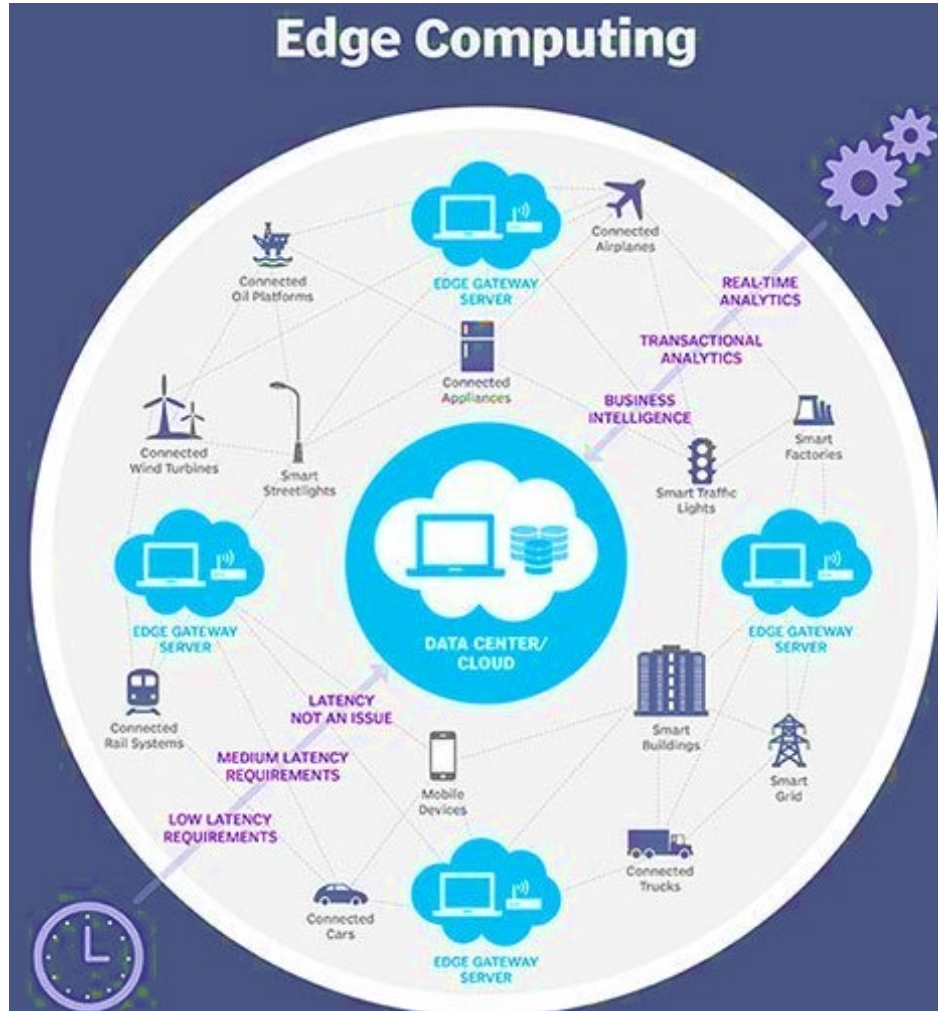 Edge Computing
EDGE GATEWAY
SERVER
Connected
Airplanes
Connected
Oil Platforms
REAL-TIME
ANALYTICS
TRANSACTIONAL
ANALYTICS
BUSINESS
INTELLIGENCE
Connected
Appliances
Connected
Wind Turbines
Smart
Streetlights
Smart Traffic
Lights
Smart
Factories
DATA CENTER/
CLOUD
EDGE GATEWAY
SERVER
EDGE GATEWAY
SERVER
Connected
Rail Systems
LATENCY
NOT AN ISSUE
MEDIUM LATENCY
REQUIREMENTS
LOW LATENCY
REQUIREMENTS
Mobile
Devices
Smart
Buildings
Smart
Grid
Connected
Trucks
Connected
Cars
EDGE GATEWAY
SERVER